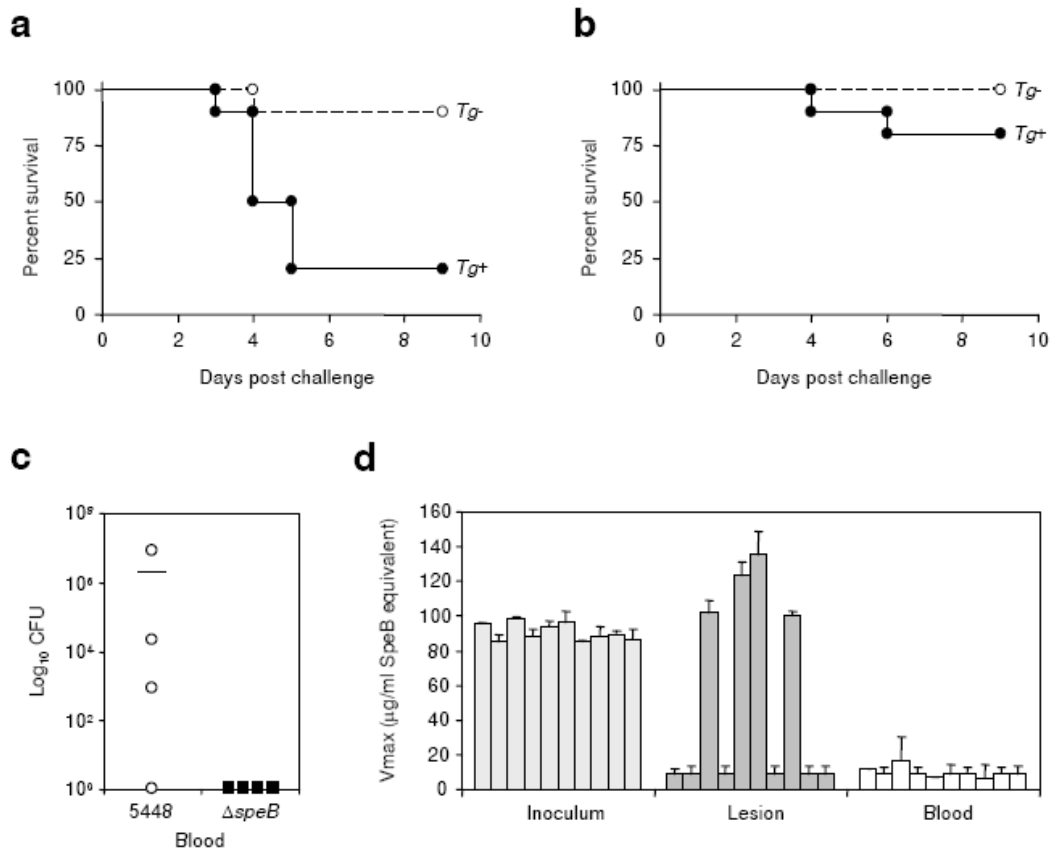 a
b
100
75
50
25
0
0 2 4 6 8 10
Percent survival
Days post challenge
Tg-
Tg+
100
75
50
25
0
0 2 4 6 8 10
Percent survival
Days post challenge
Tg-
Tg+
c
d
10⁸
10⁶
10⁴
10²
10⁰
Log₁₀ CFU
5448 ΔspeB
Blood
160
140
120
100
80
60
40
20
0
Vmax (µg/ml SpeB equivalent)
Inoculum Lesion Blood